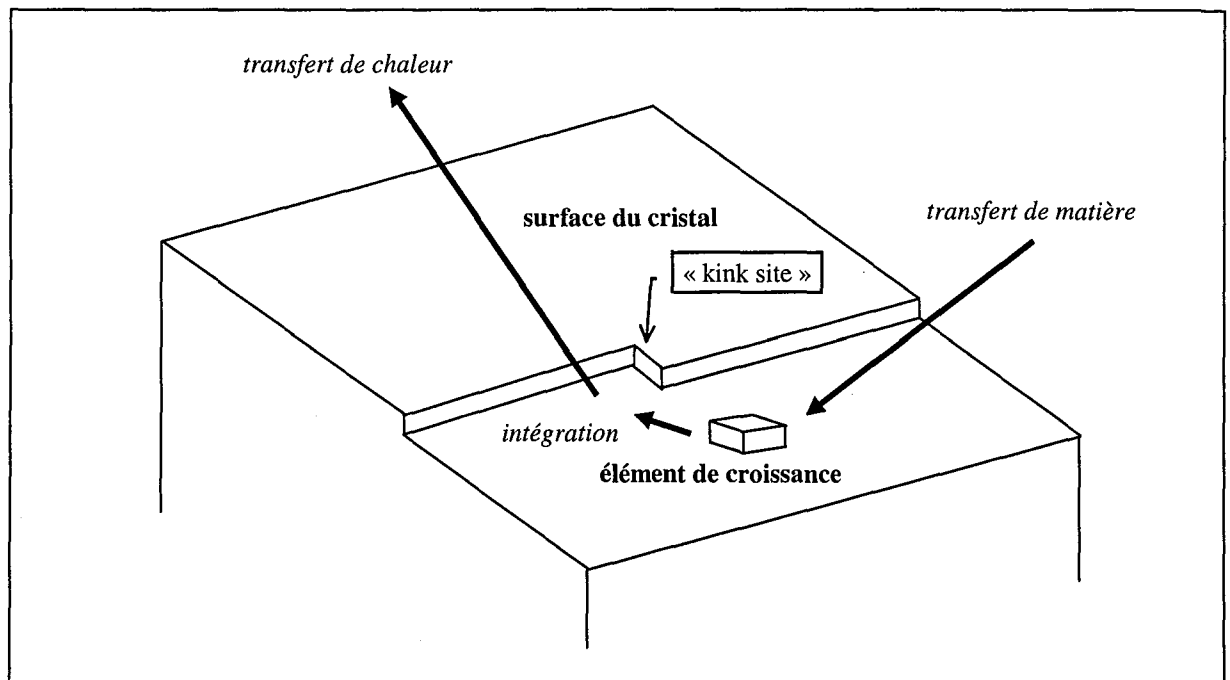 transfert de chaleur
surface du cristal
transfert de matière
« kink site »
intégration
élément de croissance